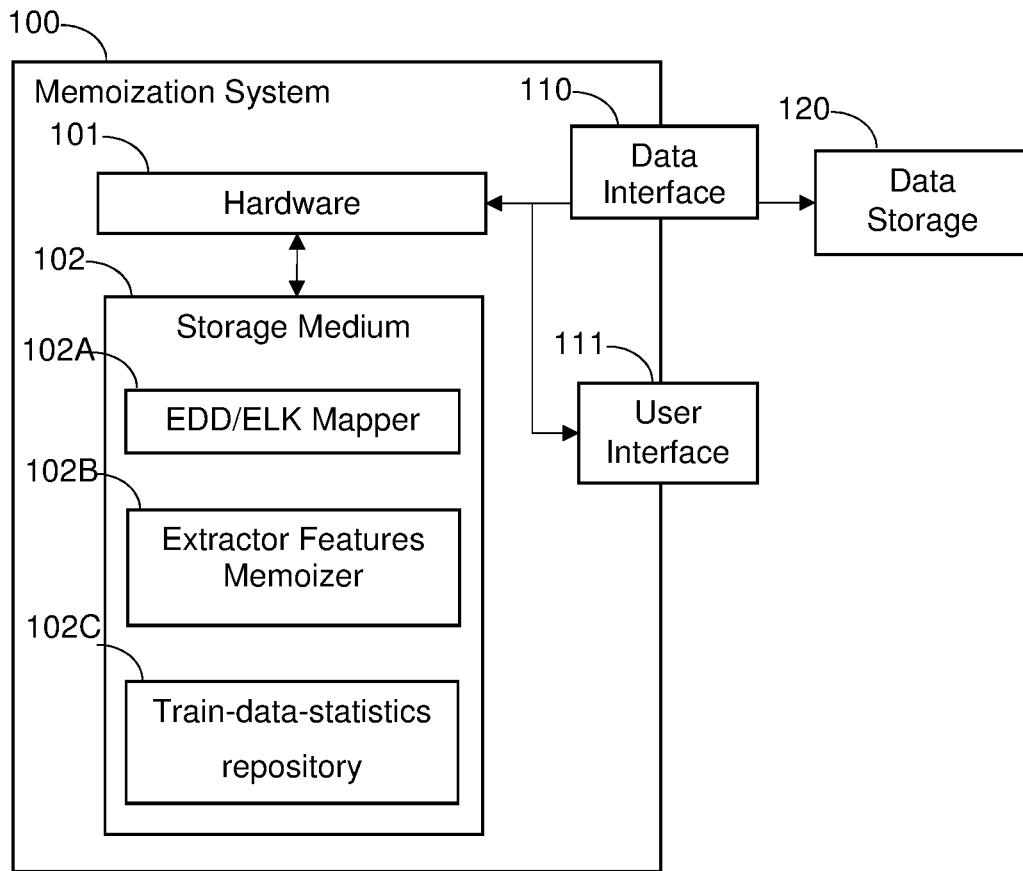 100
Memoization System
110
120
101
Data
Interface
Data
Storage
Hardware
102
Storage Medium
111
102A
EDD/ELK Mapper
User
Interface
102B
Extractor Features
Memoizer
102C
Train-data-statistics
repository